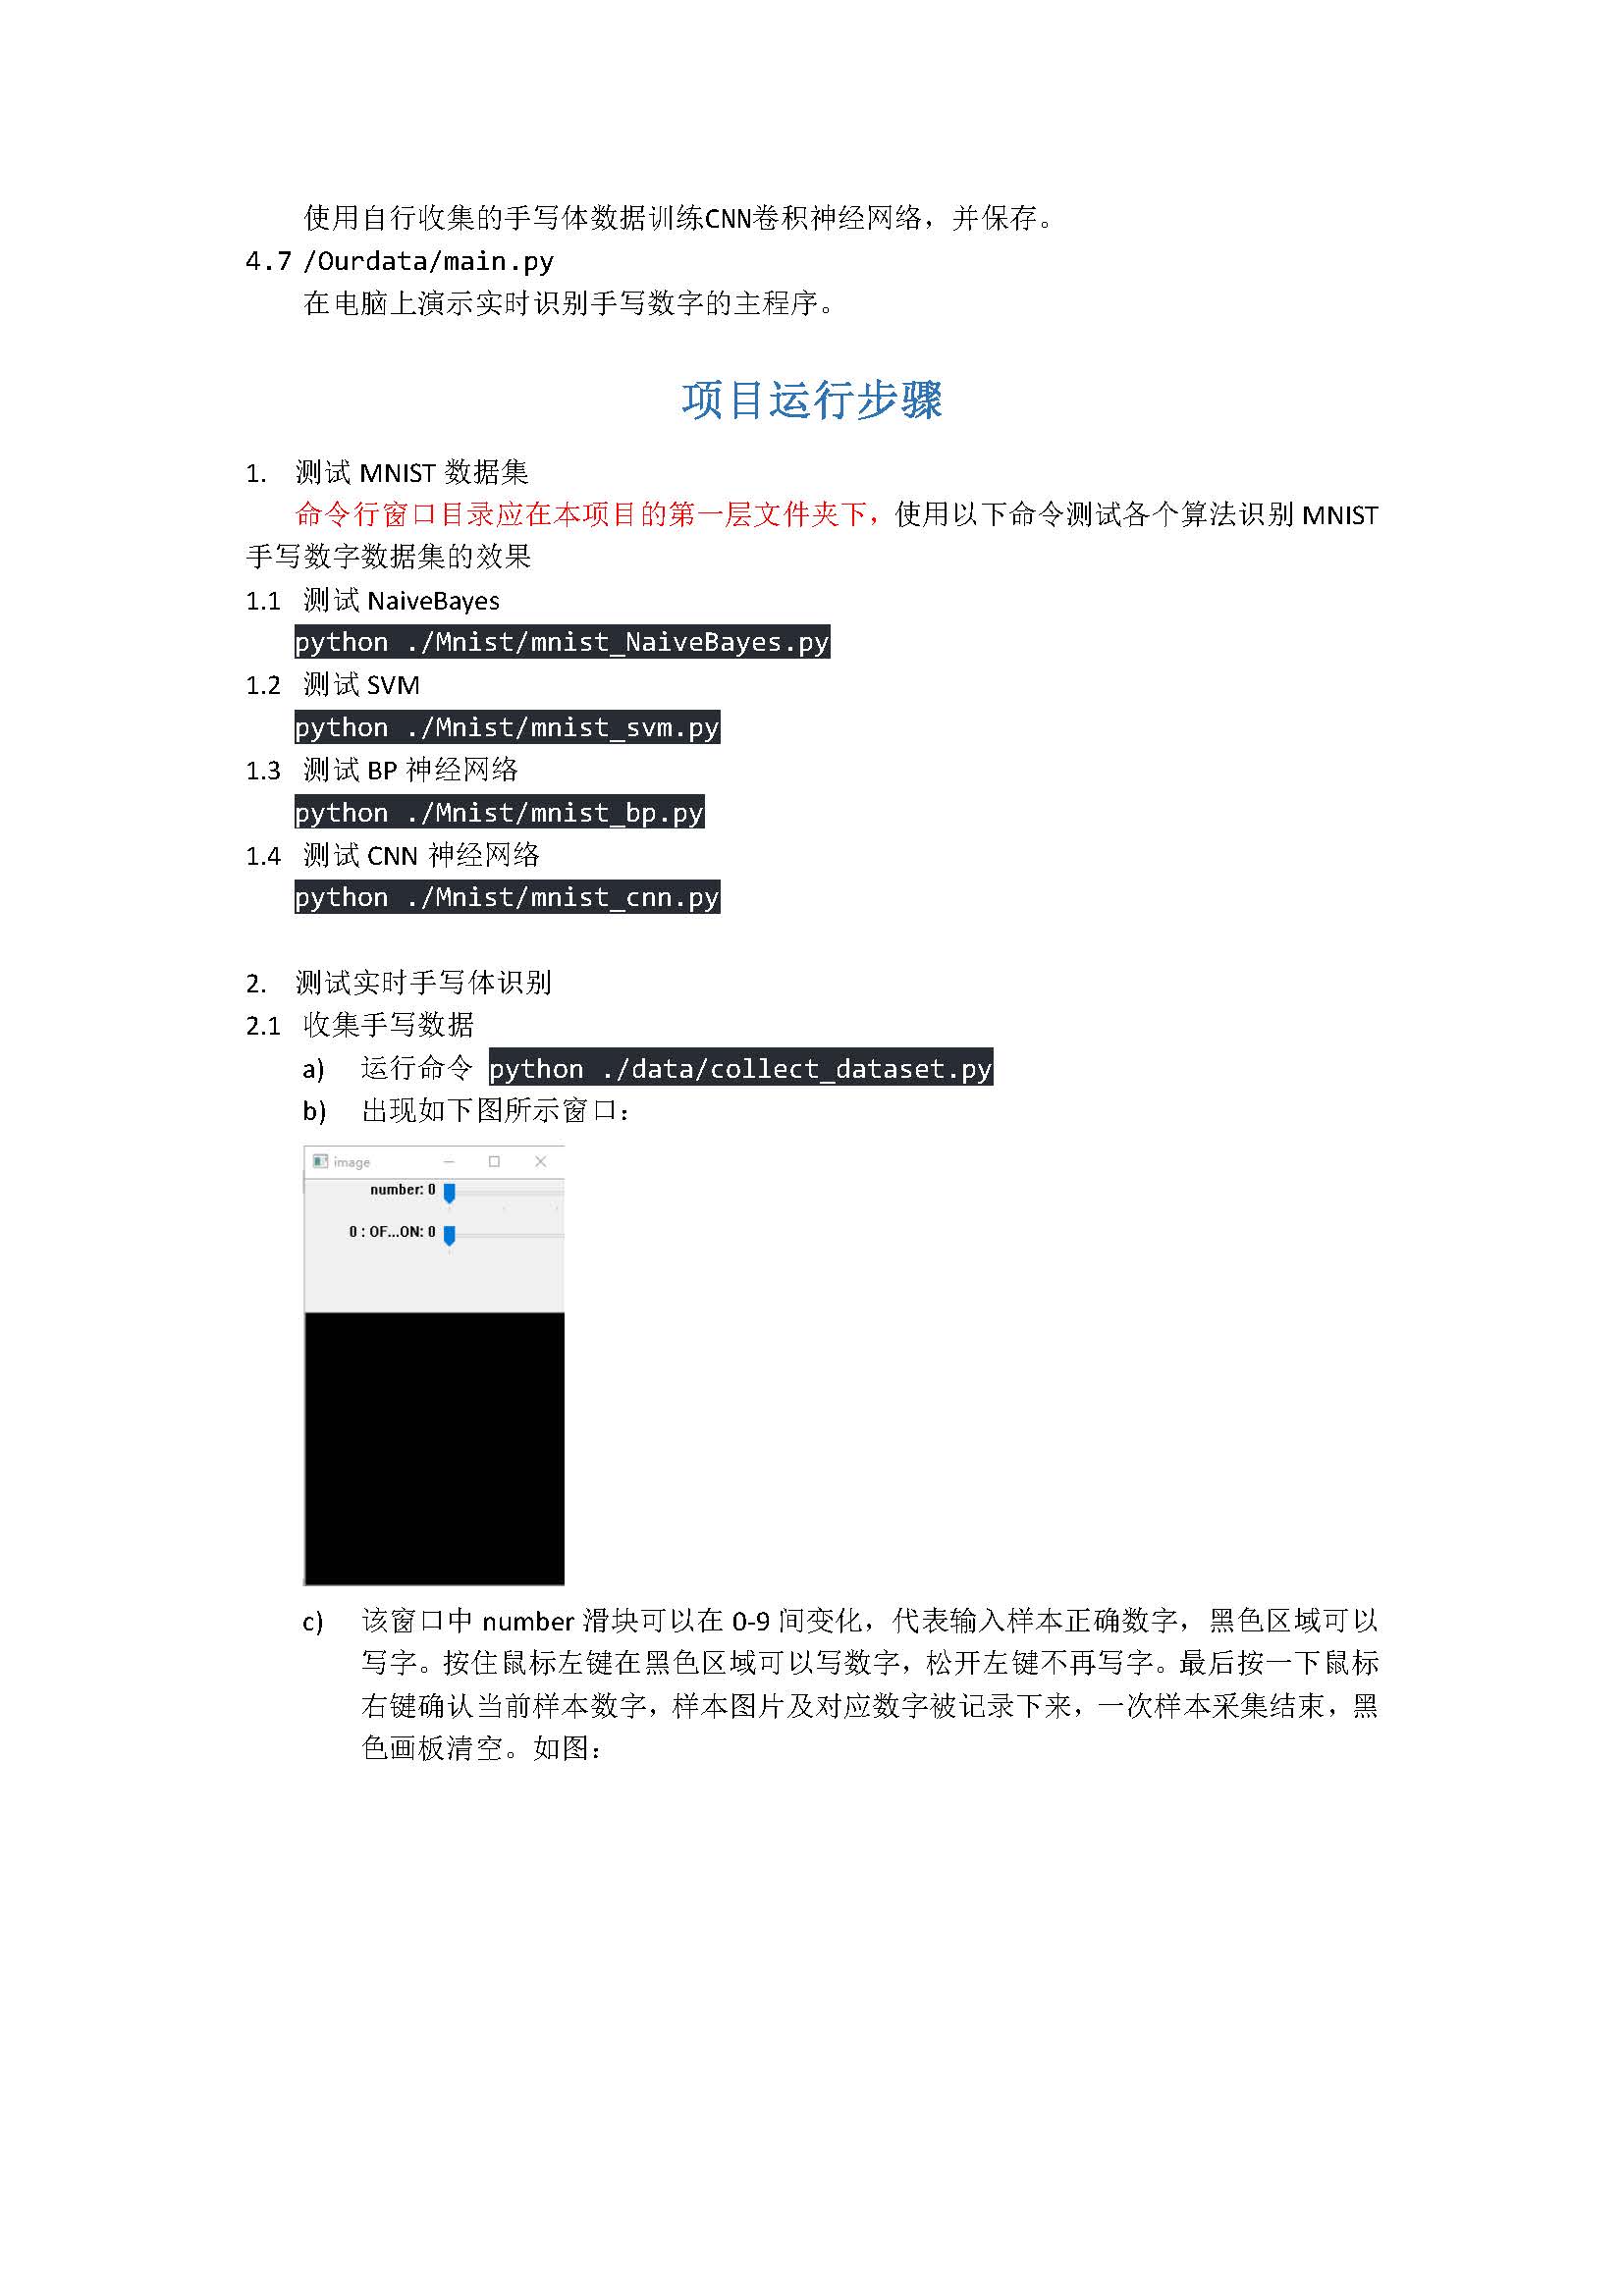 使用自行收集的手写体数据训练CNN卷积神经网络，并保存。
4.7 /Ourdata/main.py
在电脑上演示实时识别手写数字的主程序。
项目运行步骤
1. 测试 MNIST 数据集
命令行窗口目录应在本项目的第一层文件夹下，使用以下命令测试各个算法识别 MNIST
手写数字数据集的效果
1.1 测试 NaiveBayes
python ./Mnist/mnist_NaiveBayes.py
1.2 测试 SVM
python ./Mnist/mnist_svm.py
1.3 测试 BP 神经网络
python ./Mnist/mnist_bp.py
1.4 测试 CNN 神经网络
python ./Mnist/mnist_cnn.py
2. 测试实时手写体识别
2.1 收集手写数据
a) 运行命令 python ./data/collect_dataset.py
b) 出现如下图所示窗口：
image
number: 0
0 : OF...ON: 0
c) 该窗口中 number 滑块可以在 0-9 间变化，代表输入样本正确数字，黑色区域可以
写字。按住鼠标左键在黑色区域可以写数字，松开左键不再写字。最后按一下鼠标
右键确认当前样本数字，样本图片及对应数字被记录下来，一次样本采集结束，黑
色画板清空。如图：